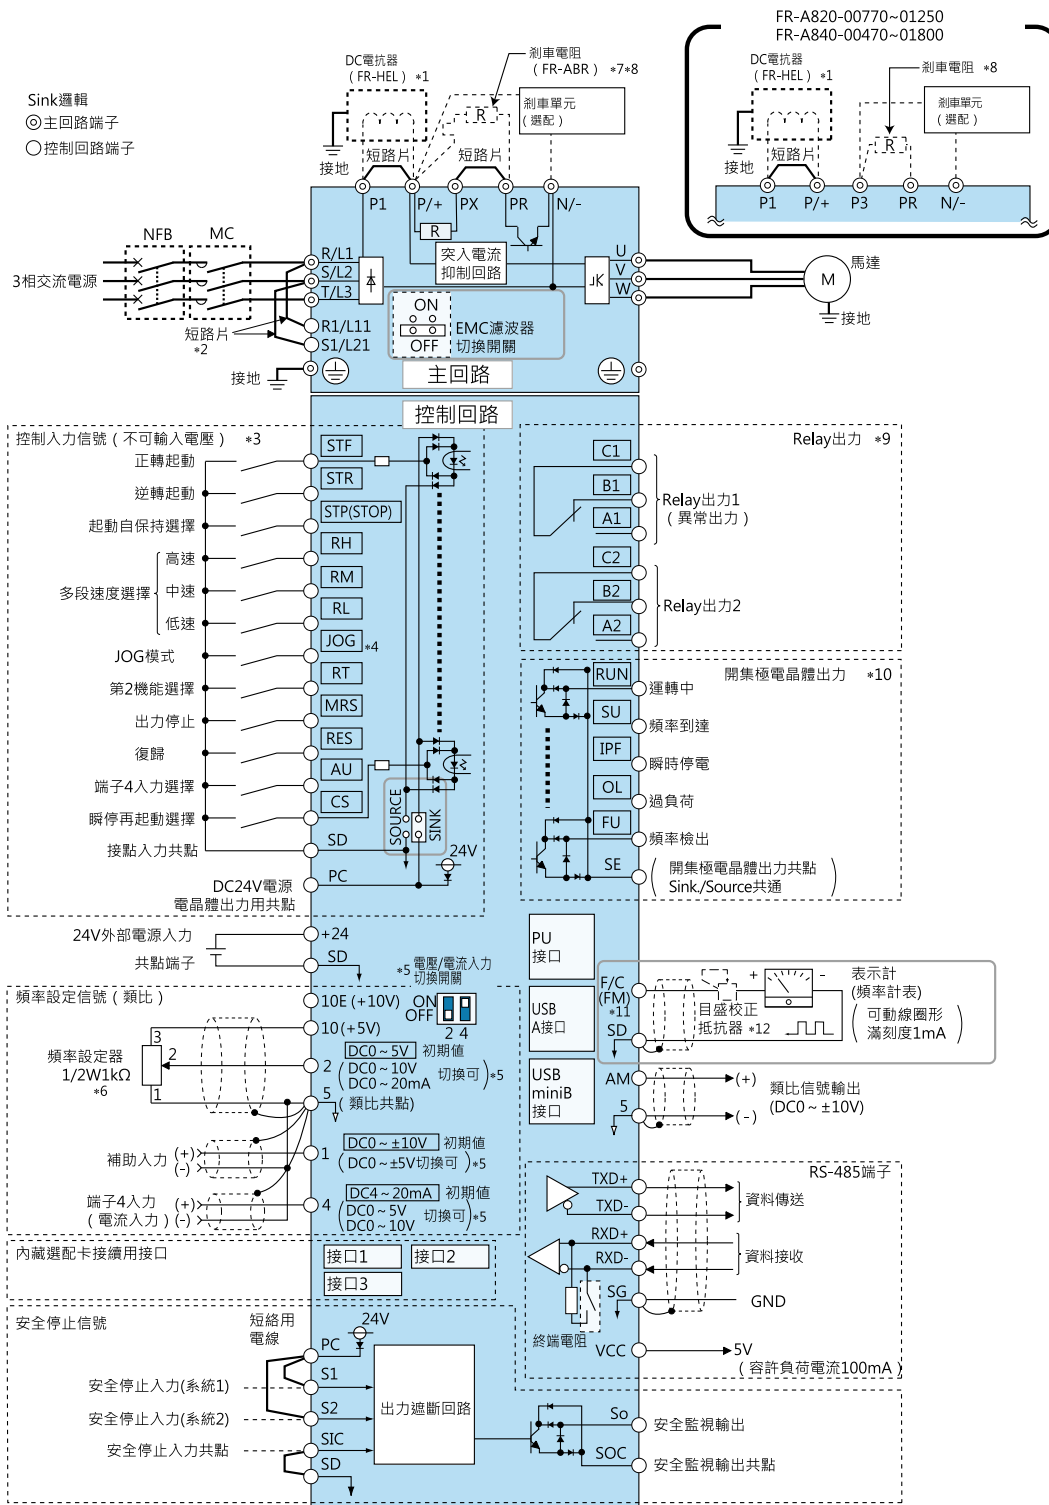 FR-A820-00770~01250
FR-A840-00470~01800
DC電抗器
(FR-HEL) *1
剎車電阻 *8
剎車單元
(選配)
R
接地
短路片
P1 P/+ P3 PR N/-
Sink邏輯
主回路端子
控制回路端子
DC電抗器
(FR-HEL) *1
剎車電阻
(FR-ABR) *7*8
剎車單元
(選配)
R
接地
短路片
短路片
P1 P/+ PX PR N/-
R
NFB MC
3相交流電源
R/L1
S/L2
T/L3
R1/L11
S1/L21
短路片
*2
接地
突入電流
抑制回路
ON
OFF
EMC濾波器
切換開關
U
V
W
M
馬達
接地
主回路
控制回路
控制入力信號(不可輸入電壓) *3
正轉起動 STF
逆轉起動 STR
起動自保持選擇 STP(STOP)
多段速度選擇
高速 RH
中速 RM
低速 RL
JOG模式 JOG *4
第2機能選擇 RT
出力停止 MRS
復歸 RES
端子4入力選擇 AU
瞬停再起動選擇 CS
接點入力共點 SD
SOURCE
SINK
24V
DC24V電源
電晶體出力用共點
PC
24V外部電源入力 +24
共點端子 SD
*5 電壓/電流入力
切換開關
Relay出力 *9
C1
B1
A1
Relay出力1
(異常出力)
C2
B2
A2
Relay出力2
開集極電晶體出力 *10
RUN 運轉中
SU 頻率到達
IPF 瞬時停電
OL 過負荷
FU 頻率檢出
SE
(開集極電晶體出力共點
Sink./Source共通)
PU
接口
USB
A接口
USB
miniB
接口
F/C
(FM)
*11
SD
+ -
表示計
(頻率計表)
(可動線圈形
滿刻度1mA)
目盛校正
抵抗器 *12
AM (+)
5 (-)
類比信號輸出
(DC0~±10V)
頻率設定信號(類比)
10E(+10V)
ON
OFF
2 4
10(+5V)
頻率設定器
1/2W1kΩ
*6
3
2
1
2
DC0~5V 初期值
(DC0~10V
DC0~20mA 切換可)*5
5
(類比共點)
補助入力 (+)
(-)
1
DC0~±10V 初期值
(DC0~±5V切換可)*5
端子4入力
(電流入力)
(+)
(-)
4
DC4~20mA 初期值
(DC0~5V
DC0~10V 切換可)*5
RS-485端子
TXD+
TXD-
資料傳送
RXD+
RXD-
資料接收
SG GND
終端電阻
VCC 5V
(容許負荷電流100mA)
內藏選配卡接續用接口
接口1 接口2
接口3
安全停止信號
短絡用
電線
24V
PC
安全停止入力(系統1) S1
安全停止入力(系統2) S2
安全停止入力共點 SIC
SD
出力遮斷回路
So 安全監視輸出
SOC 安全監視輸出共點